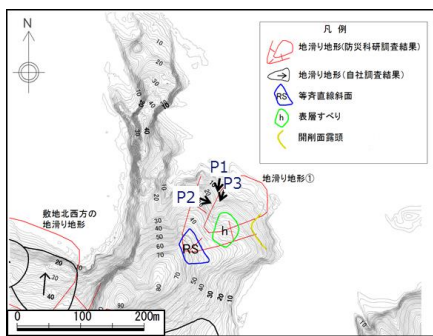 N
凡 例
地滑り地形(防災科研調査結果)
地滑り地形(自社調査結果)
RS 等斉直線斜面
h 表層すべり
開剛面露頭
P1
P3
P2
地滑り地形①
敷地北西方の
地滑り地形
h
RS
0 100 200m